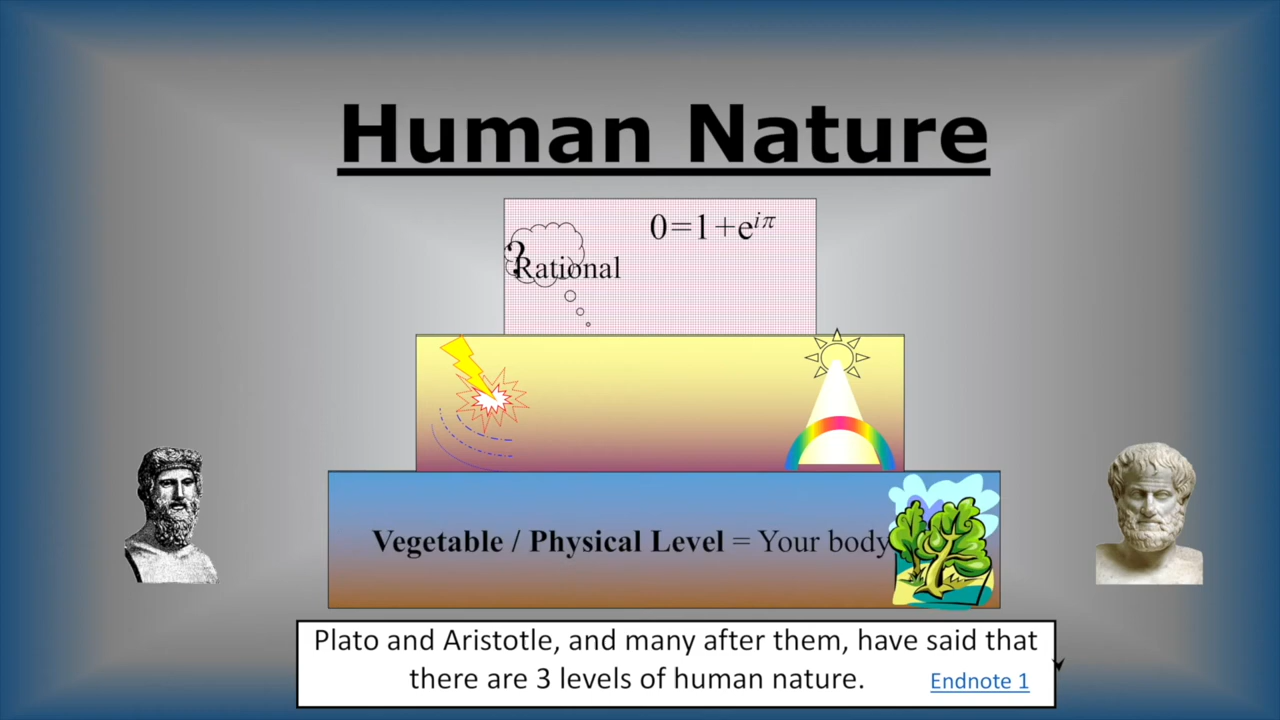 Human Nature
0=1+e^{iπ}
?
Rational
Vegetable / Physical Level = Your body
Plato and Aristotle, and many after them, have said that
there are 3 levels of human nature. Endnote 1